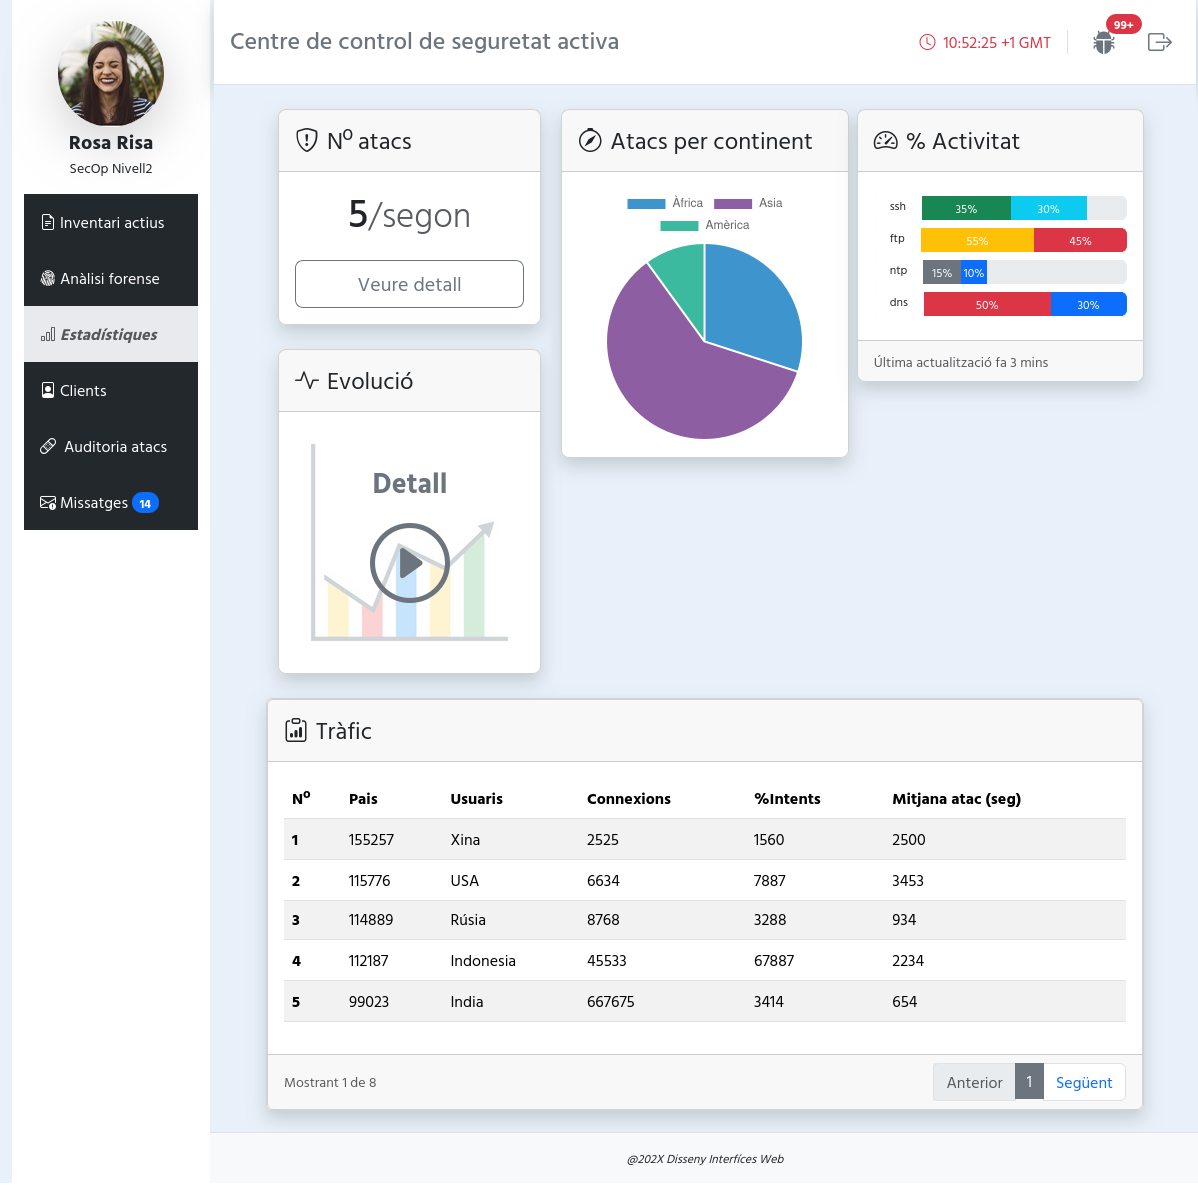 Rosa Risa
SecOp Nivell2
Inventari actius
Anàlisi forense
Estadístiques
Clients
Auditoria atacs
Missatges 14
Centre de control de seguretat activa
10:52:25 +1 GMT
99+
Nº atacs
5/segon
Veure detall
Evolució
Detall
Atacs per continent
Àfrica Asia
Amèrica
% Activitat
ssh 35% 30%
ftp 55% 45%
ntp 15% 10%
dns 50% 30%
Última actualització fa 3 mins
Tràfic
Nº Pais Usuaris Connexions %Intents Mitjana atac (seg)
1 155257 Xina 2525 1560 2500
2 115776 USA 6634 7887 3453
3 114889 Rúsia 8768 3288 934
4 112187 Indonesia 45533 67887 2234
5 99023 India 667675 3414 654
Mostrant 1 de 8
Anterior 1 Següent
@202X Disseny Interfíces Web